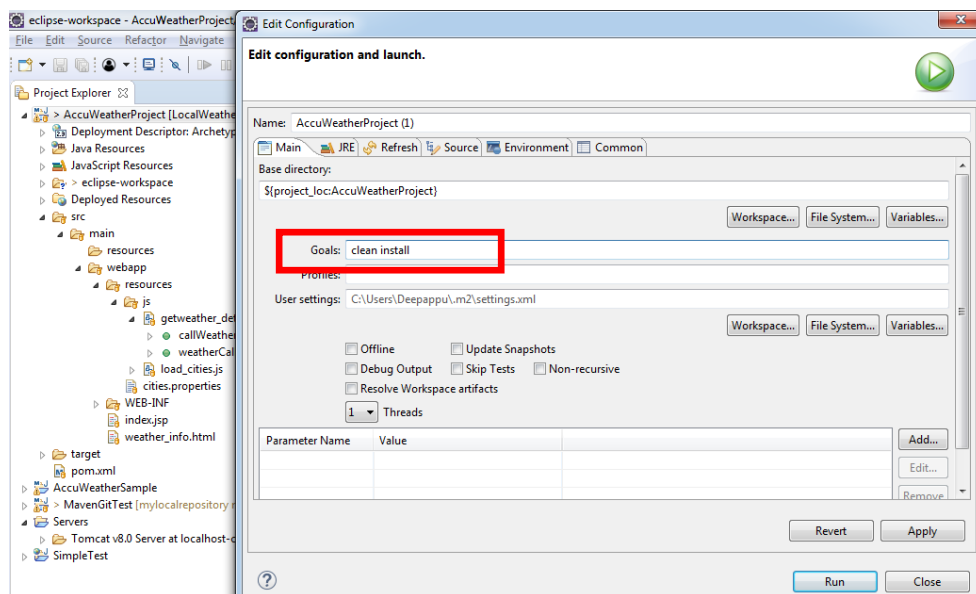 eclipse-workspace - AccuWeatherProject
File Edit Source Refactor Navigate
Project Explorer
> AccuWeatherProject [LocalWeathe
Deployment Descriptor: Archetyp
Java Resources
JavaScript Resources
> eclipse-workspace
Deployed Resources
src
main
resources
webapp
resources
js
getweather_det
callWeather
weatherCal
load_cities.js
cities.properties
WEB-INF
index.jsp
weather_info.html
target
pom.xml
AccuWeatherSample
> MavenGitTest [mylocalrepository
Servers
Tomcat v8.0 Server at localhost-c
SimpleTest
Edit Configuration
Edit configuration and launch.
Name: AccuWeatherProject (1)
Main JRE Refresh Source Environment Common
Base directory:
${project_loc:AccuWeatherProject}
Workspace... File System... Variables...
Goals: clean install
Profiles:
User settings: C:\Users\Deepappu\.m2\settings.xml
Workspace... File System... Variables...
Offline Update Snapshots
Debug Output Skip Tests Non-recursive
Resolve Workspace artifacts
1 Threads
Parameter Name Value Add...
Edit...
Remove
Revert Apply
? Run Close